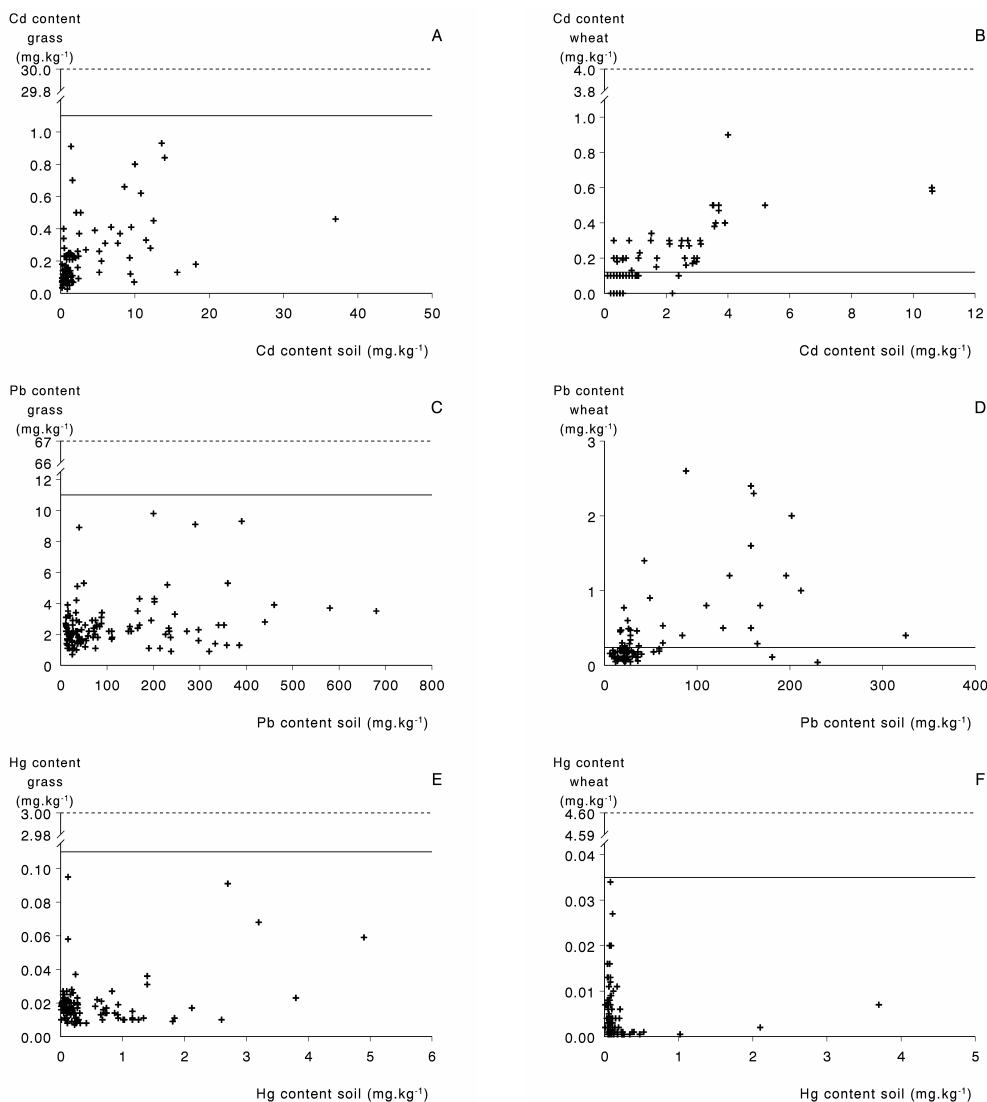 Cd content
grass
(mg.kg⁻¹)
A
30.0
29.8
1.0
0.8
0.6
0.4
0.2
0.0
0 10 20 30 40 50
Cd content soil (mg.kg⁻¹)
Cd content
wheat
(mg.kg⁻¹)
B
4.0
3.8
1.0
0.8
0.6
0.4
0.2
0.0
0 2 4 6 8 10 12
Cd content soil (mg.kg⁻¹)
Pb content
grass
(mg.kg⁻¹)
C
67
66
12
10
8
6
4
2
0
0 100 200 300 400 500 600 700 800
Pb content soil (mg.kg⁻¹)
Pb content
wheat
(mg.kg⁻¹)
D
3
2
1
0
0 100 200 300 400
Pb content soil (mg.kg⁻¹)
Hg content
grass
(mg.kg⁻¹)
E
3.00
2.98
0.10
0.08
0.06
0.04
0.02
0.00
0 1 2 3 4 5 6
Hg content soil (mg.kg⁻¹)
Hg content
wheat
(mg.kg⁻¹)
F
4.60
4.59
0.04
0.03
0.02
0.01
0.00
0 1 2 3 4 5
Hg content soil (mg.kg⁻¹)